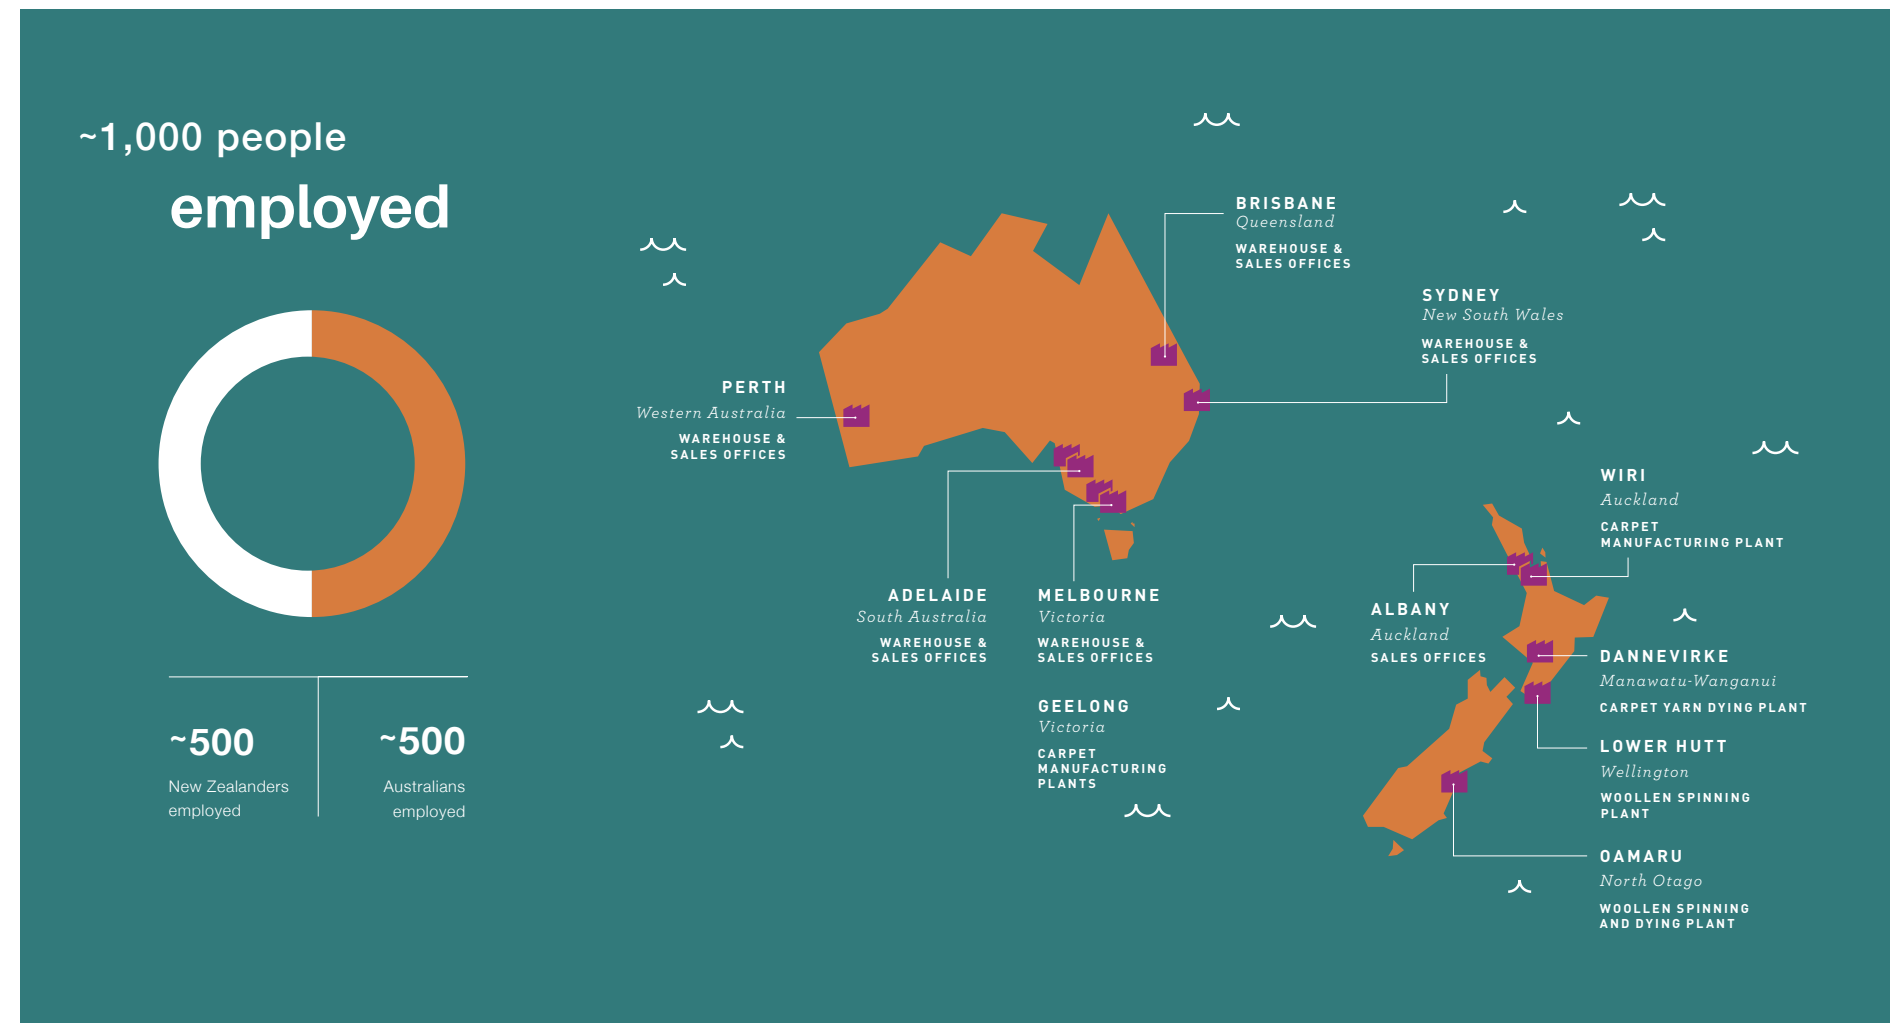 ~1,000 people
employed
~500
New Zealanders
employed
~500
Australians
employed
PERTH
Western Australia
WAREHOUSE &
SALES OFFICES
BRISBANE
Queensland
WAREHOUSE &
SALES OFFICES
SYDNEY
New South Wales
WAREHOUSE &
SALES OFFICES
ADELAIDE
South Australia
WAREHOUSE &
SALES OFFICES
MELBOURNE
Victoria
WAREHOUSE &
SALES OFFICES
GEELONG
Victoria
CARPET
MANUFACTURING
PLANTS
WIRI
Auckland
CARPET
MANUFACTURING PLANT
ALBANY
Auckland
SALES OFFICES
DANNEVIRKE
Manawatu-Wanganui
CARPET YARN DYING PLANT
LOWER HUTT
Wellington
WOOLLEN SPINNING
PLANT
OAMARU
North Otago
WOOLLEN SPINNING
AND DYING PLANT